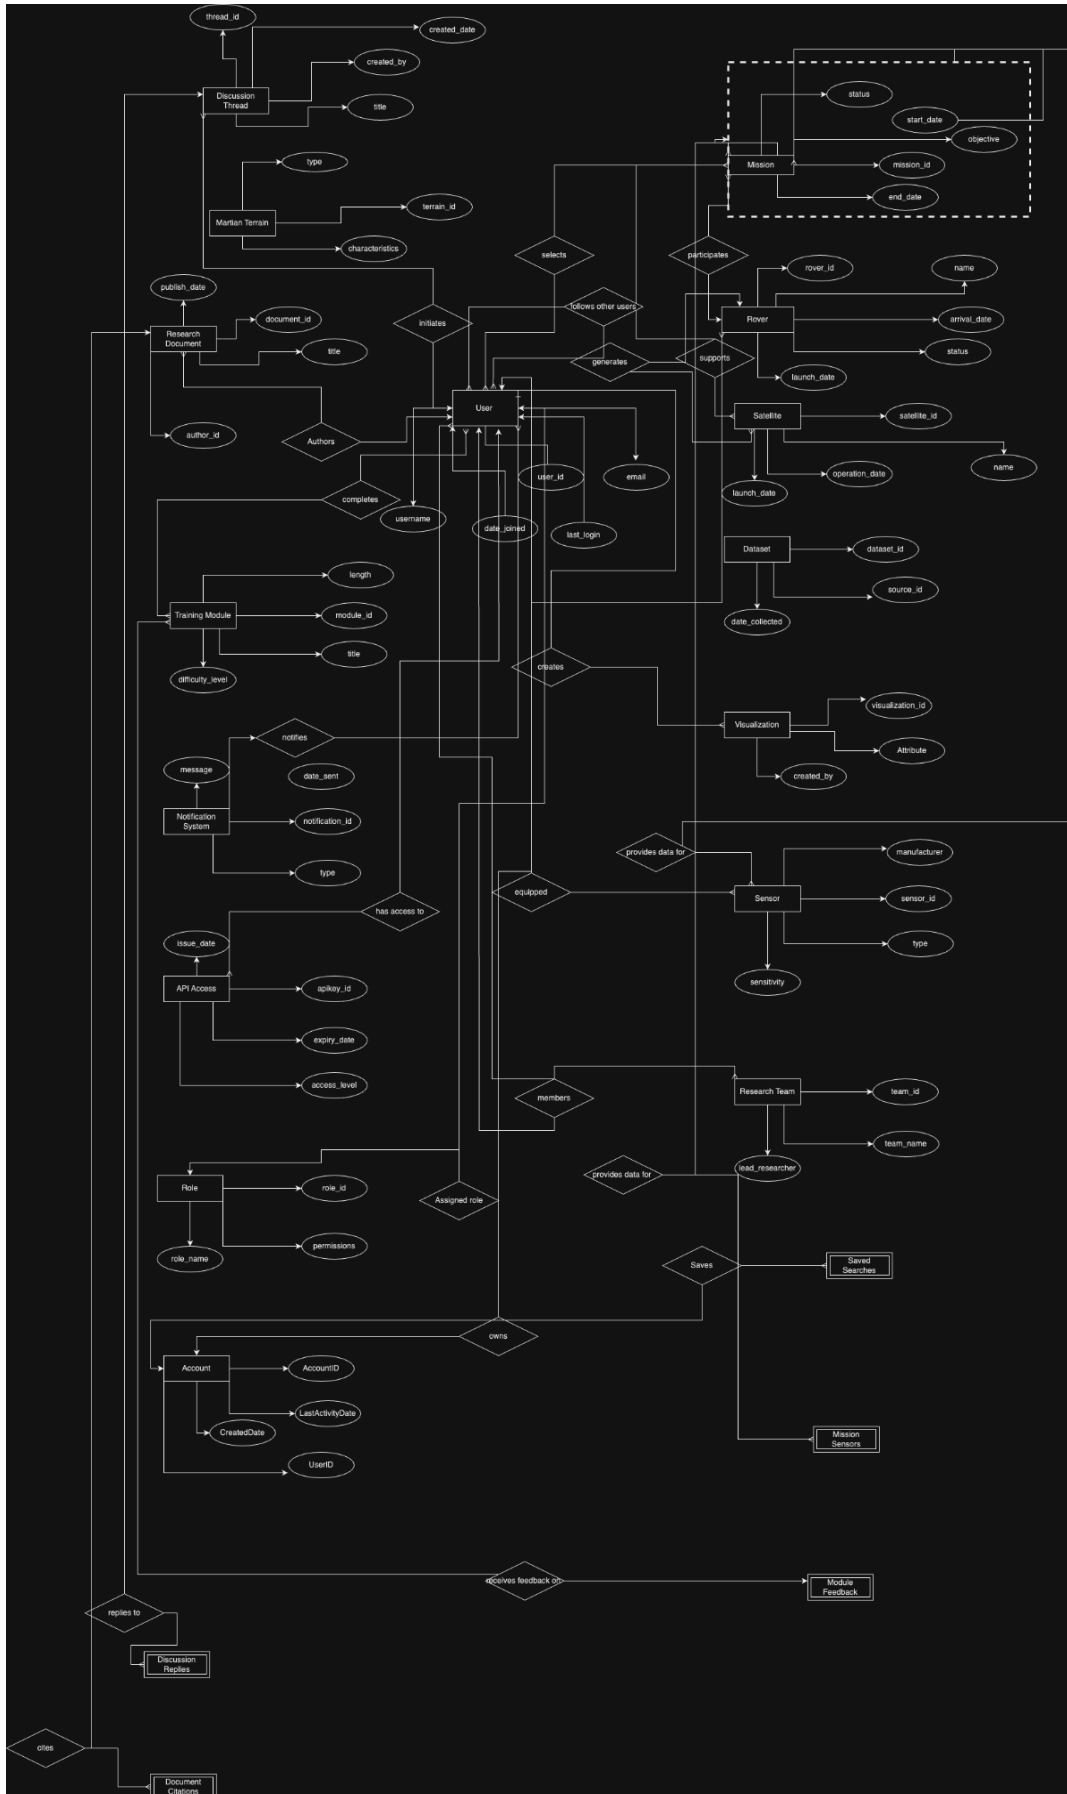 thread_id
created_date
created_by
Discussion
Thread
title
type
Martian Terrain
terrain_id
characteristics
status
start_date
objective
Mission
mission_id
end_date
selects
participates
publish_date
document_id
Research
Document
title
author_id
initiates
follows other users
generates
supports
rover_id
name
Rover
arrival_date
status
launch_date
User
Authors
Satellite
satellite_id
name
operation_date
launch_date
completes
username
date_joined
user_id
last_login
email
Dataset
dataset_id
source_id
date_collected
length
Training Module
module_id
title
difficulty_level
creates
visualization_id
Visualization
Attribute
created_by
notifies
message
date_sent
Notification
System
notification_id
type
provides data for
manufacturer
equipped
Sensor
sensor_id
type
sensitivity
has access to
issue_date
API Access
apikey_id
expiry_date
access_level
members
Research Team
team_id
team_name
lead_researcher
provides data for
Role
role_id
Assigned role
permissions
role_name
Saves
Saved
Searches
owns
Account
AccountID
LastActivityDate
CreatedDate
UserID
Mission
Sensors
receives feedback on
Module
Feedback
replies to
Discussion
Replies
cites
Document
Citations